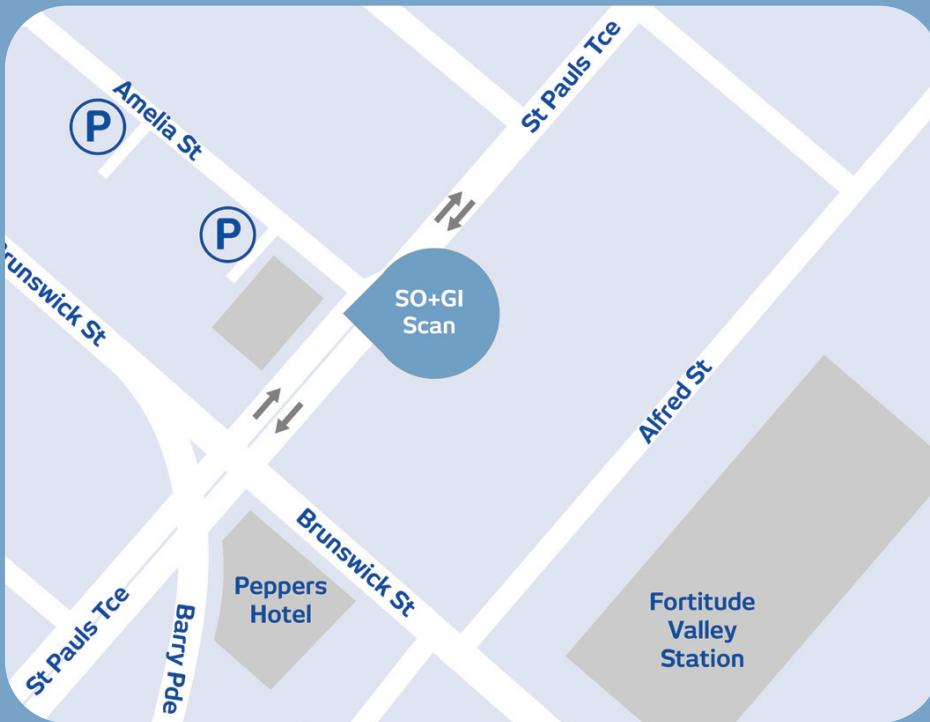 St Pauls Tce
Amelia St
P
P
Brunswick St
SO+GI
Scan
Alfred St
Brunswick St
Peppers
Hotel
Fortitude
Valley
Station
St Pauls Tce
Barry Pde